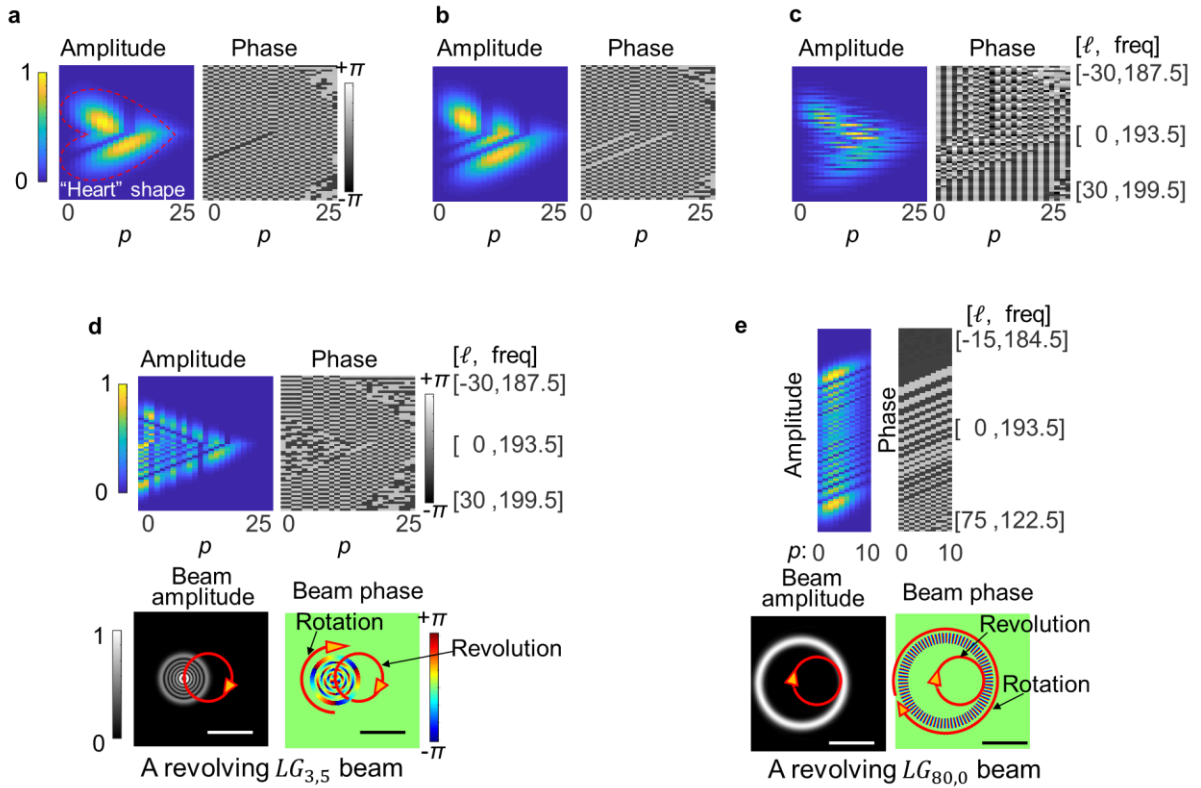 a
b
c
Amplitude Phase
Amplitude Phase
Amplitude Phase
[ℓ, freq]
1
+π
[-30,187.5]
[ 0 ,193.5]
0
"Heart" shape
-π
[30 ,199.5]
0 25 0 25
0 25 0 25
0 25 0 25
p p
p p
p p
d
e
[ℓ, freq]
Amplitude Phase
[ℓ, freq]
1
+π
[-30,187.5]
[ 0 ,193.5]
0
-π
[30 ,199.5]
0 25 0 25
p p
Amplitude
Phase
[-15,184.5]
[ 0 ,193.5]
[75 ,122.5]
p: 0 10 0 10
Beam
amplitude
Beam phase
Rotation
+π
Revolution
1
0
-π
A revolving LG3,5 beam
Beam
amplitude
Beam phase
Revolution
Rotation
A revolving LG80,0 beam